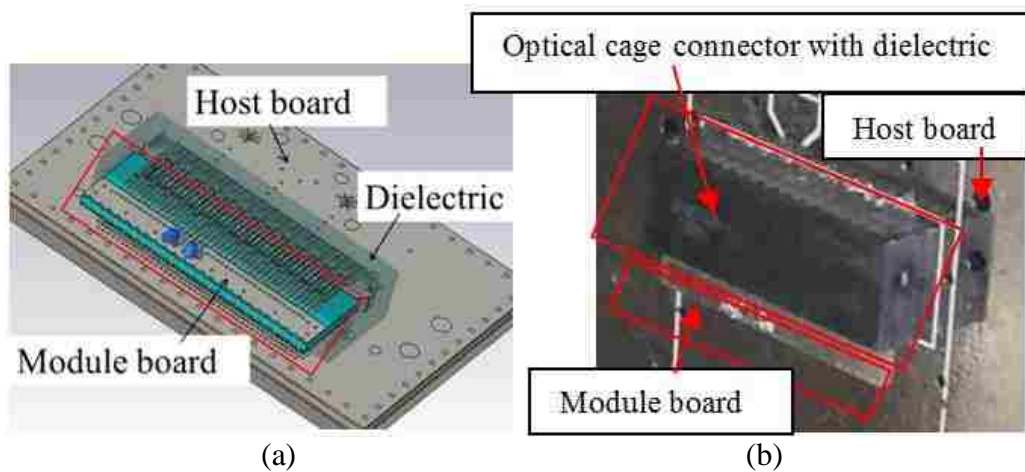 Host board
Dielectric
Module board
Optical cage connector with dielectric
Host board
Module board
(a)
(b)